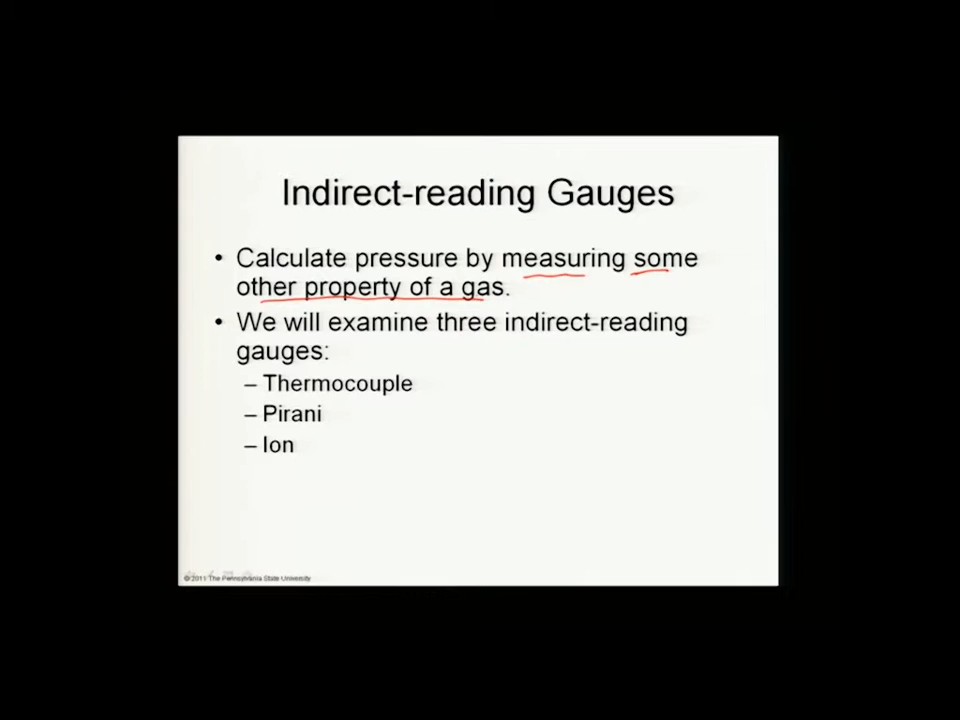 Indirect-reading Gauges
• Calculate pressure by measuring some
other property of a gas.
• We will examine three indirect-reading
gauges:
– Thermocouple
– Pirani
– Ion
© 2011 The Pennsylvania State University